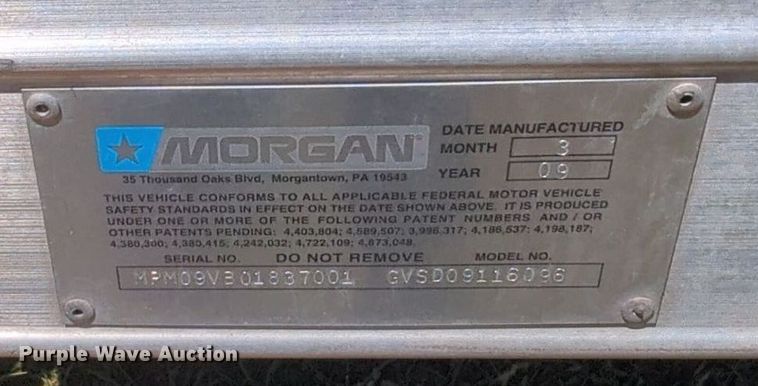 MORGAN
35 Thousand Oaks Blvd, Morgantown, PA 19543
DATE MANUFACTURED
MONTH 3
YEAR 09
THIS VEHICLE CONFORMS TO ALL APPLICABLE FEDERAL MOTOR VEHICLE
SAFETY STANDARDS IN EFFECT ON THE DATE SHOWN ABOVE. IT IS PRODUCED
UNDER ONE OR MORE OF THE FOLLOWING PATENT NUMBERS AND / OR
OTHER PATENTS PENDING: 4,403,804; 4,589,507; 3,996,317; 4,186,537; 4,198,187;
4,380,300; 4,380,415; 4,242,032; 4,722,109; 4,873,048.
SERIAL NO. DO NOT REMOVE MODEL NO.
MPM09VB01837001 GVSD09116096
Purple Wave Auction